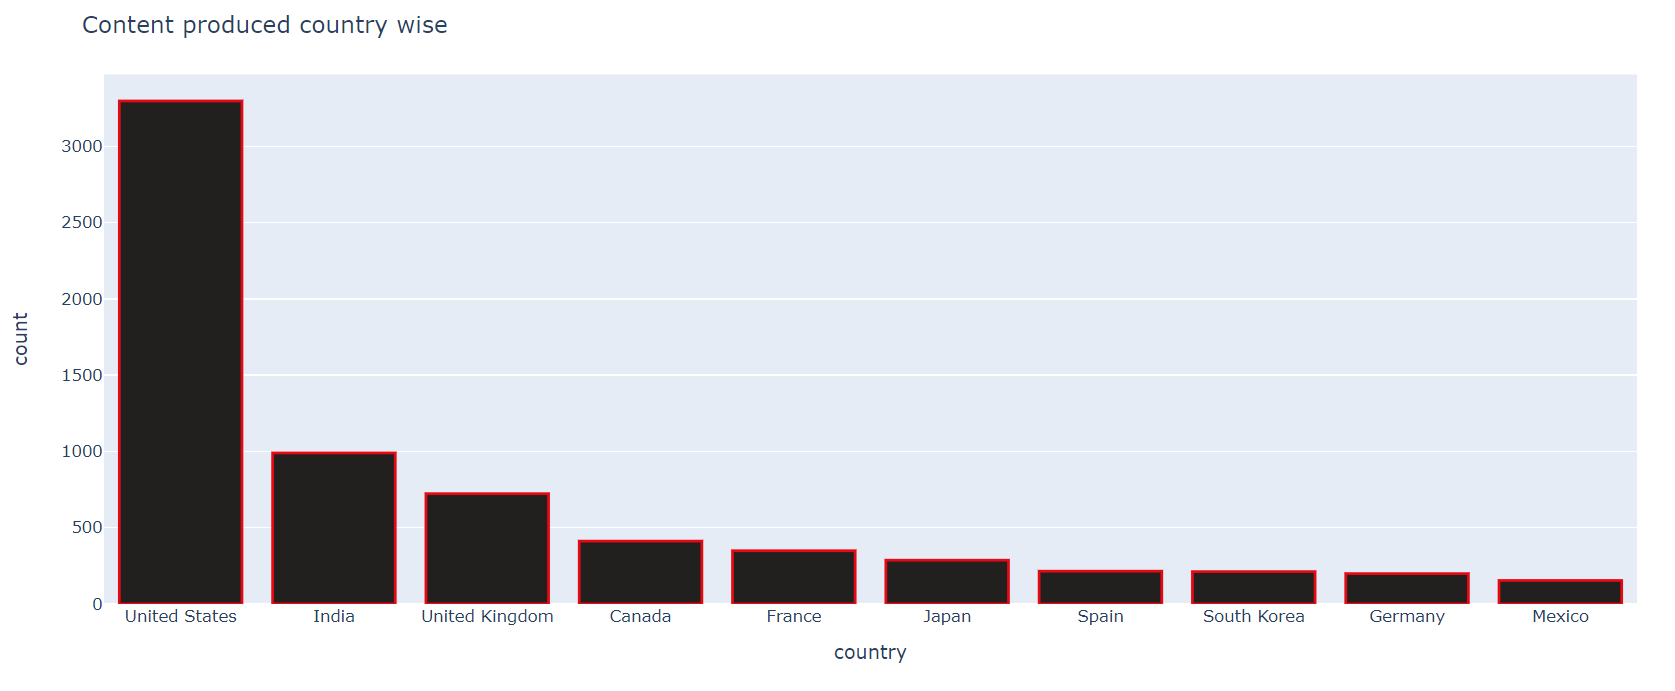 Content produced country wise
count
3000
2500
2000
1500
1000
500
0
United States India United Kingdom Canada France Japan Spain South Korea Germany Mexico
country